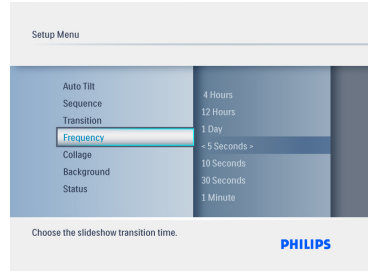 Setup Menu
Auto Tilt
Sequence
Transition
Frequency
Collage
Background
Status
4 Hours
12 Hours
1 Day
< 5 Seconds >
10 Seconds
30 Seconds
1 Minute
Choose the slideshow transition time.
PHILIPS